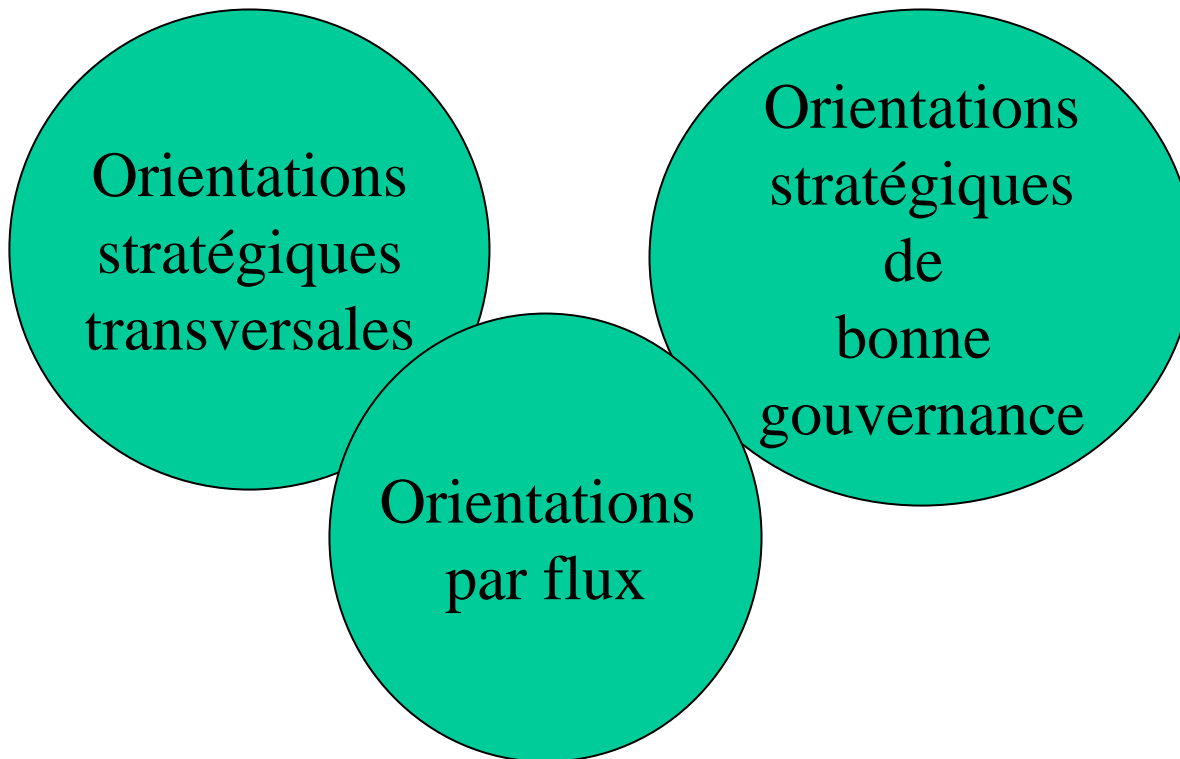 Orientations
stratégiques
transversales
Orientations
stratégiques
de
bonne
gouvernance
Orientations
par flux